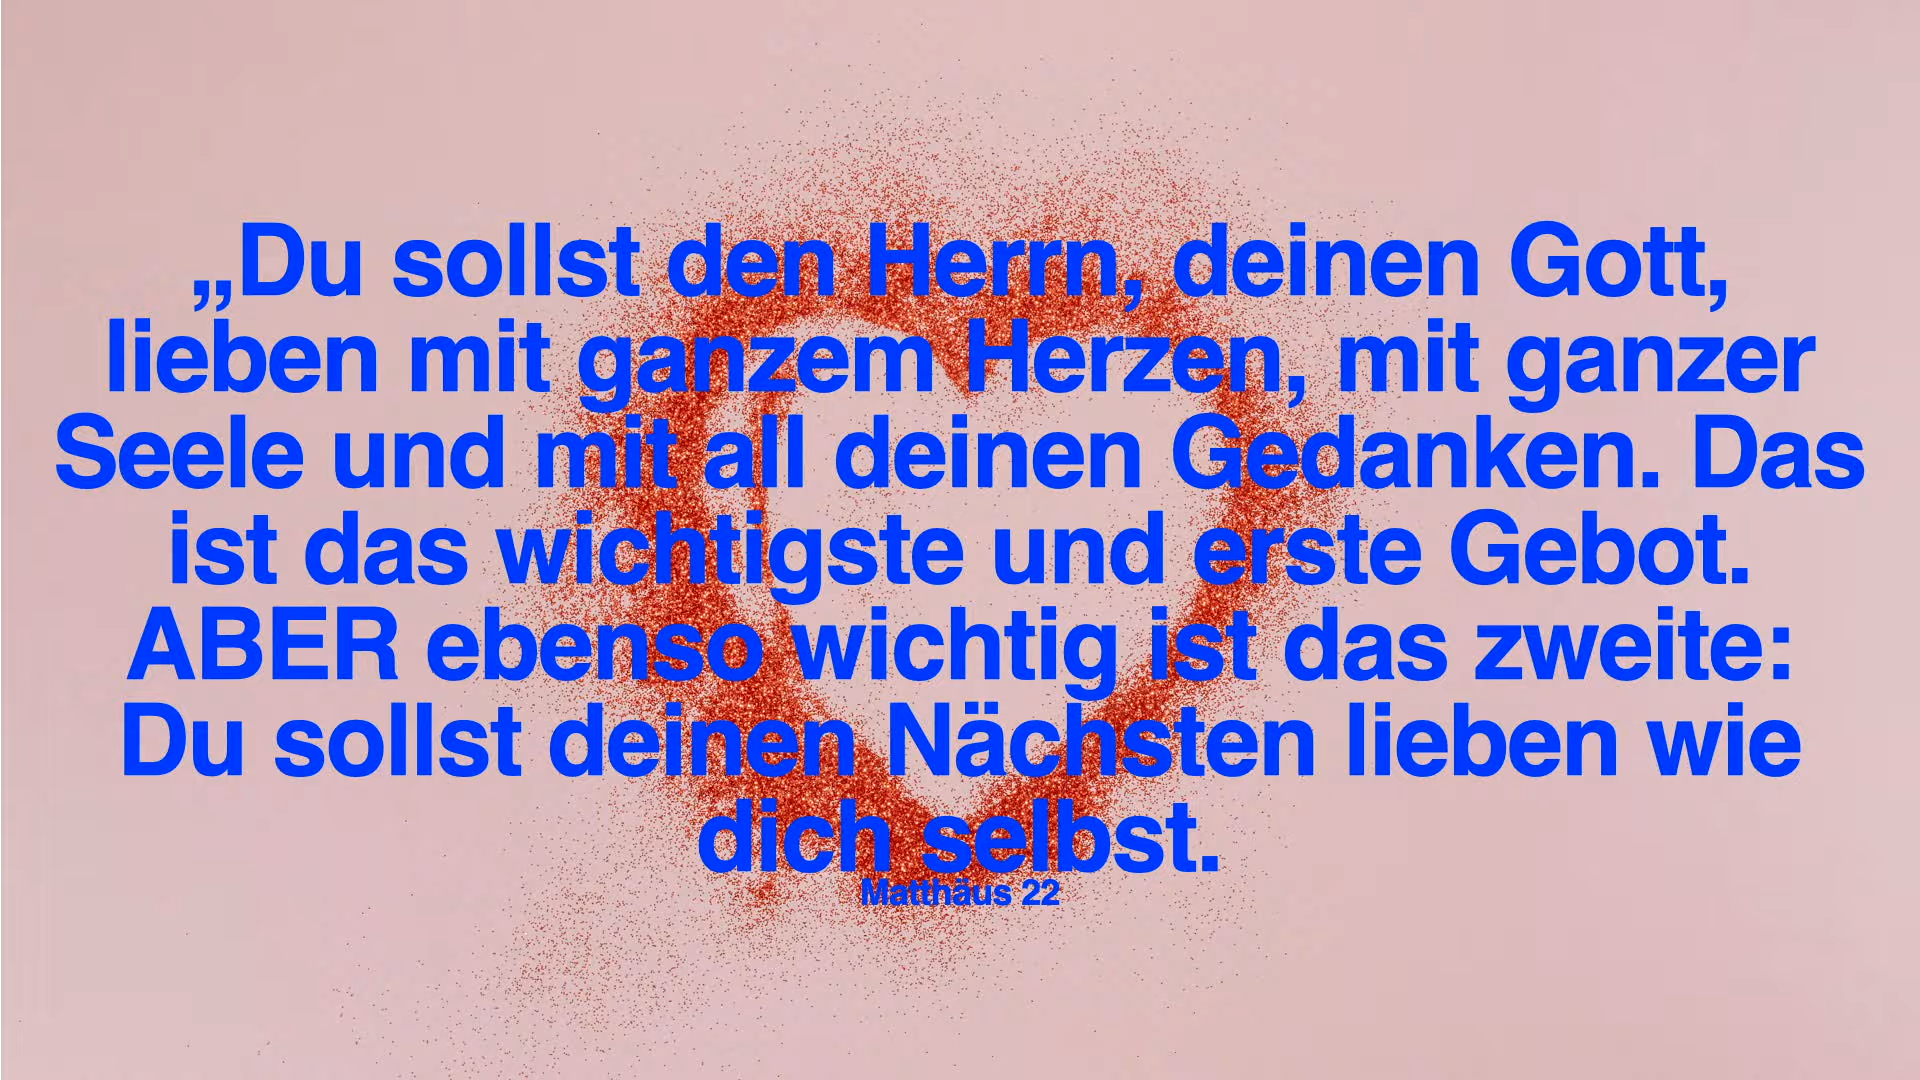 „Du sollst den Herrn, deinen Gott,
lieben mit ganzem Herzen, mit ganzer
Seele und mit all deinen Gedanken. Das
ist das wichtigste und erste Gebot.
ABER ebenso wichtig ist das zweite:
Du sollst deinen Nächsten lieben wie
dich selbst.
Matthäus 22